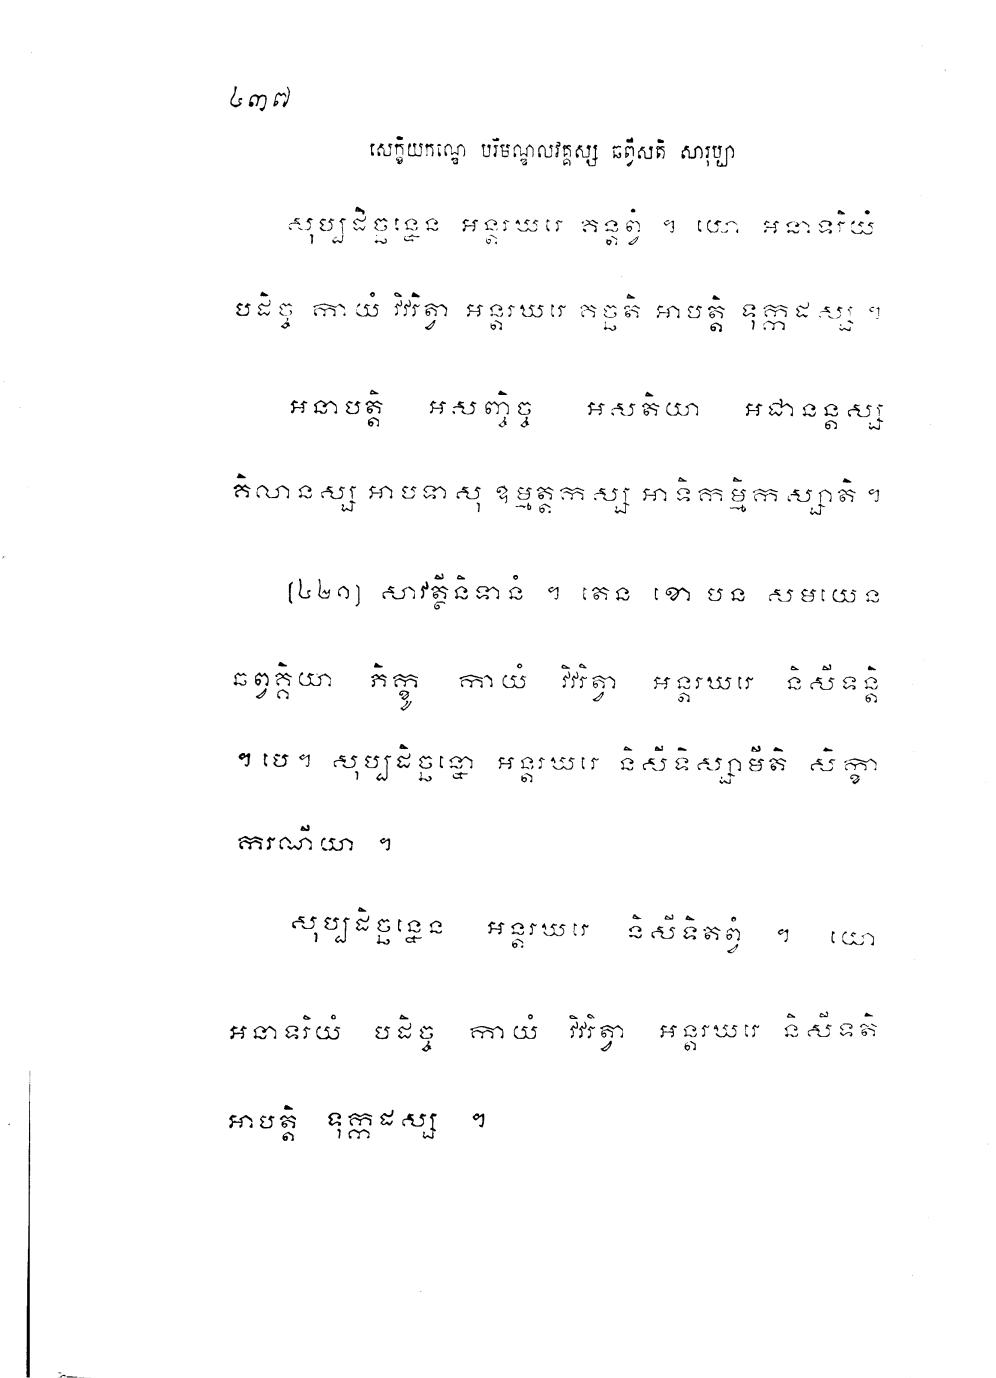 ៤៣៧
សេក្ខិយកណ្ឌេ បរិមណ្ឌលវគ្គស្ស ឆព្វីសតិ សារុប្បា
សុប្បដិច្ឆន្នេន អន្តរឃរេ គន្តព្វំ ។ យោ អនាទរិយំ
បដិច្ច កាយំ វិវរិត្វា អន្តរឃរេ គច្ឆតិ អាបត្តិ ទុក្កដស្ស ។
អនាបត្តិ អសញ្ចិច្ច អសតិយា អជានន្តស្ស
គិលានស្ស អាបទាសុ ឧម្មត្តកស្ស អាទិកម្មិកស្សាតិ ។
(៤២១) សាវត្ថីនិទានំ ។ តេន ខោ បន សមយេន
ឆព្វគ្គិយា ភិក្ខូ កាយំ វិវរិត្វា អន្តរឃរេ និសីទន្តិ
។ បេ ។ សុប្បដិច្ឆន្នោ អន្តរឃរេ និសីទិស្សាមីតិ សិក្ខា
ករណីយា ។
សុប្បដិច្ឆន្នេន អន្តរឃរេ និសីទិតព្វំ ។ យោ
អនាទរិយំ បដិច្ច កាយំ វិវរិត្វា អន្តរឃរេ និសីទតិ
អាបត្តិ ទុក្កដស្ស ។